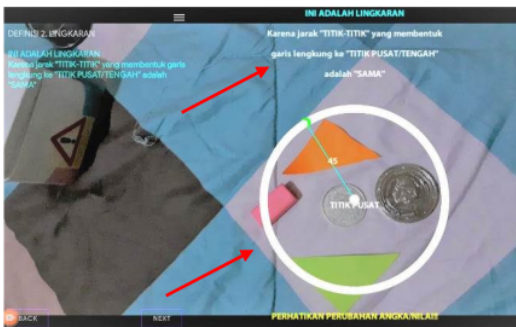 INI ADALAH LINGKARAN
DEFINISI 2. LINGKARAN
Karena jarak "TITIK-TITIK" yang membentuk
garis lengkung ke "TITIK PUSAT/TENGAH"
adalah "SAMA"
INI ADALAH LINGKARAN
Karena jarak "TITIK-TITIK" yang membentuk garis
lengkung ke "TITIK PUSAT/TENGAH" adalah
"SAMA"
45
TITIK PUSAT
BACK
NEXT
PERHATIKAN PERUBAHAN ANGKA/NILAI!!